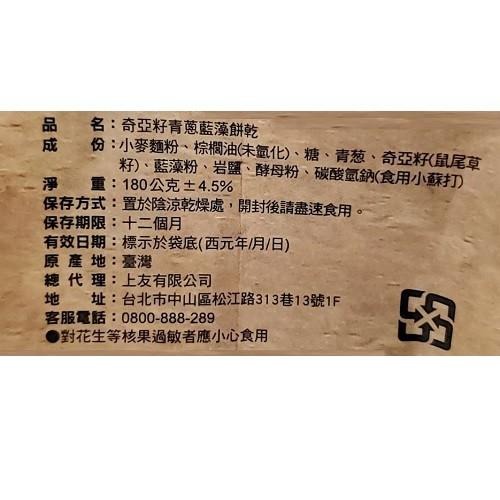 品　　名：奇亞籽青蔥藍藻餅乾
成　　份：小麥麵粉、棕櫚油(未氫化)、糖、青葱、奇亞籽(鼠尾草
籽)、藍藻粉、岩鹽、酵母粉、碳酸氫鈉(食用小蘇打)
淨　　重：180公克±4.5%
保存方式：置於陰涼乾燥處，開封後請盡速食用。
保存期限：十二個月
有效日期：標示於袋底(西元年/月/日)
原 產 地：臺灣
總 代 理：上友有限公司
地　　址：台北市中山區松江路313巷13號1F
客服電話：0800-888-289
●對花生等核果過敏者應小心食用